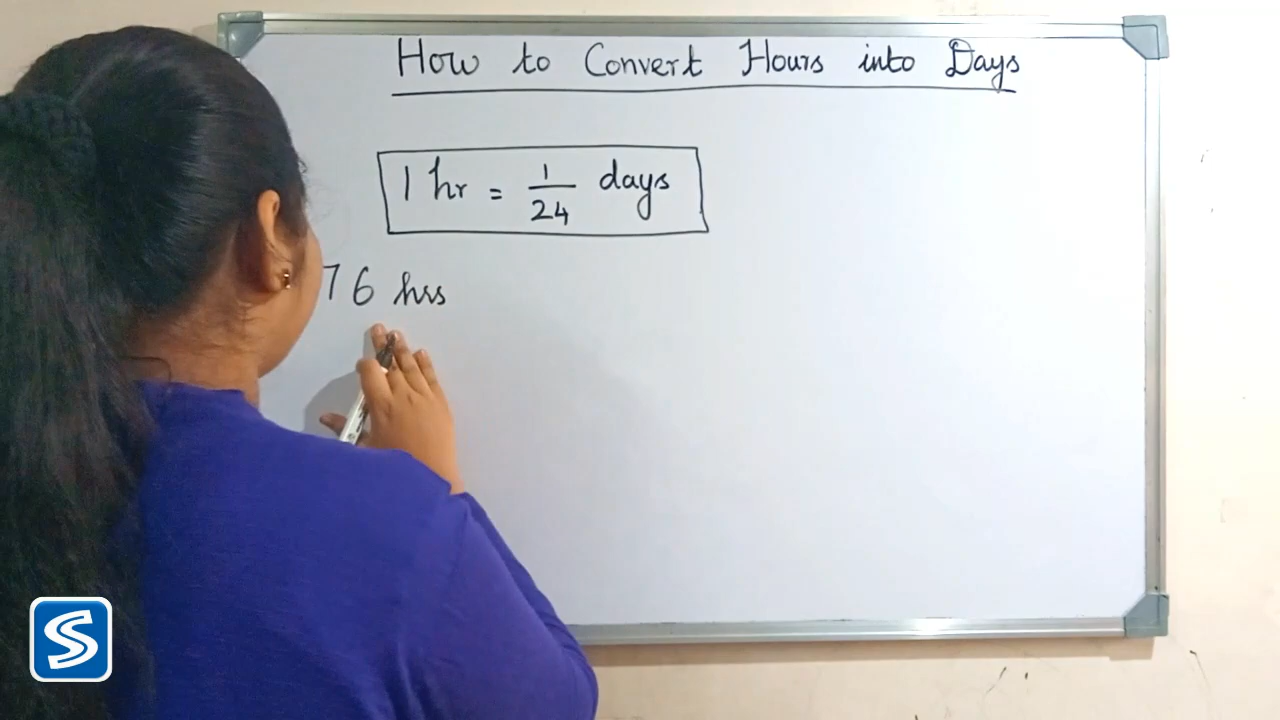 How to Convert Hours into Days
1 hr = 1/24 days
76 hrs
S